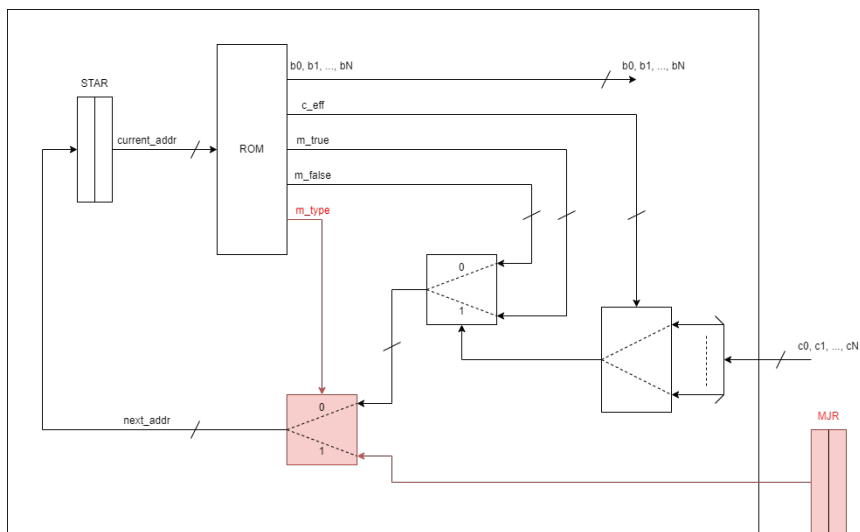 b0, b1, ..., bN
b0, b1, ..., bN
STAR
c_eff
current_addr
m_true
ROM
m_false
m_type
0
1
c0, c1, ..., cN
0
next_addr
MJR
1